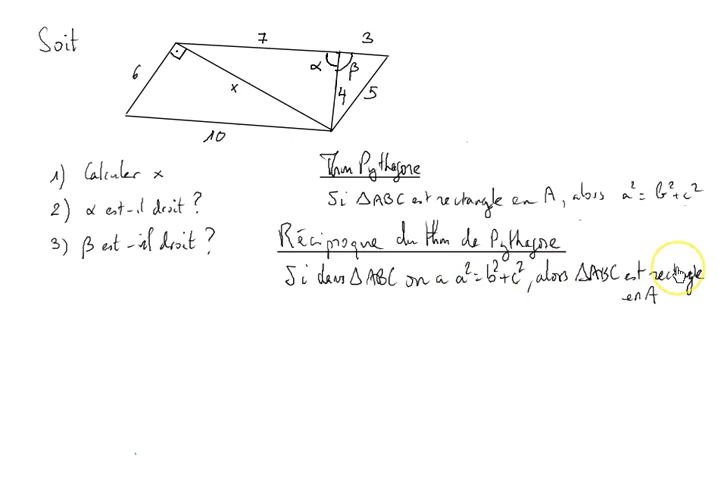 Soit
7
3
α
β
6
x
4
5
10
1) Calculer x
2) α est-il droit ?
3) β est-il droit ?
Thm Pythagore
Si ΔABC est rectangle en A, alors a² = b² + c²
Réciproque du thm de Pythagore
Si dans ΔABC on a a² = b² + c², alors ΔABC est rectangle
en A